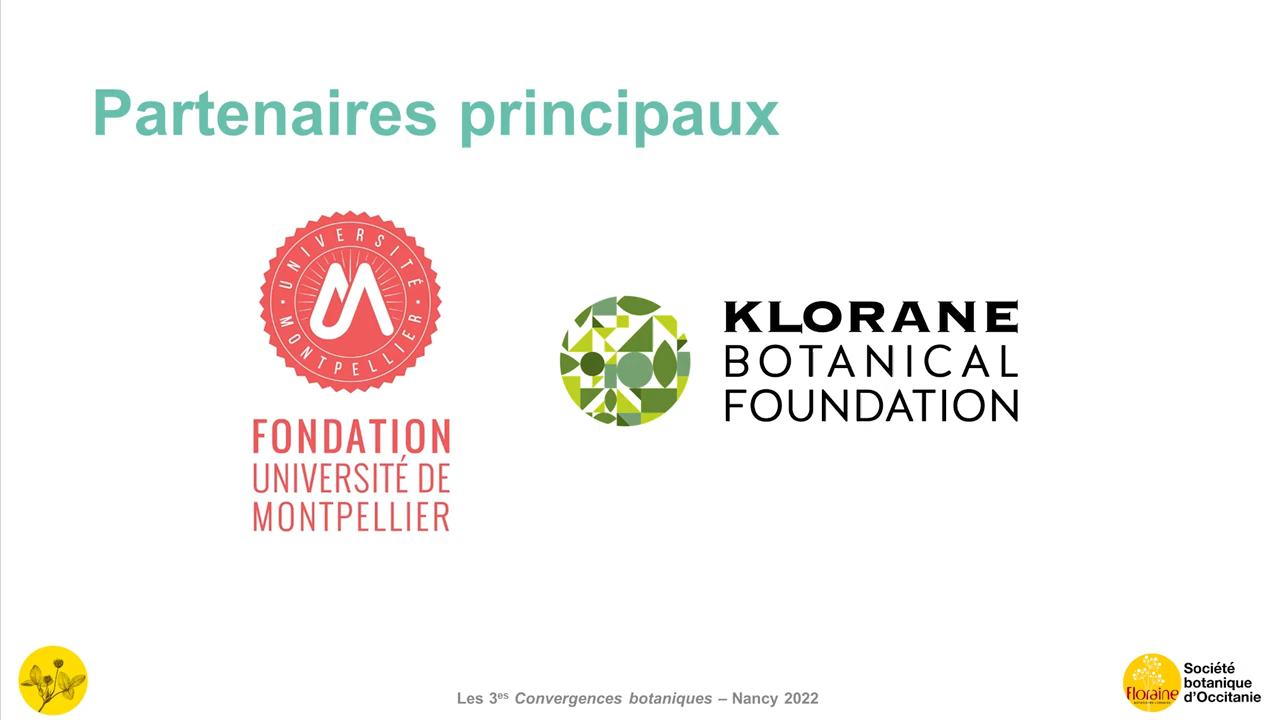 Partenaires principaux
UNIVERSITÉ
MONTPELLIER
FONDATION
UNIVERSITÉ DE
MONTPELLIER
KLORANE
BOTANICAL
FOUNDATION
Les 3es Convergences botaniques – Nancy 2022
Floraine
Société
botanique
d'Occitanie